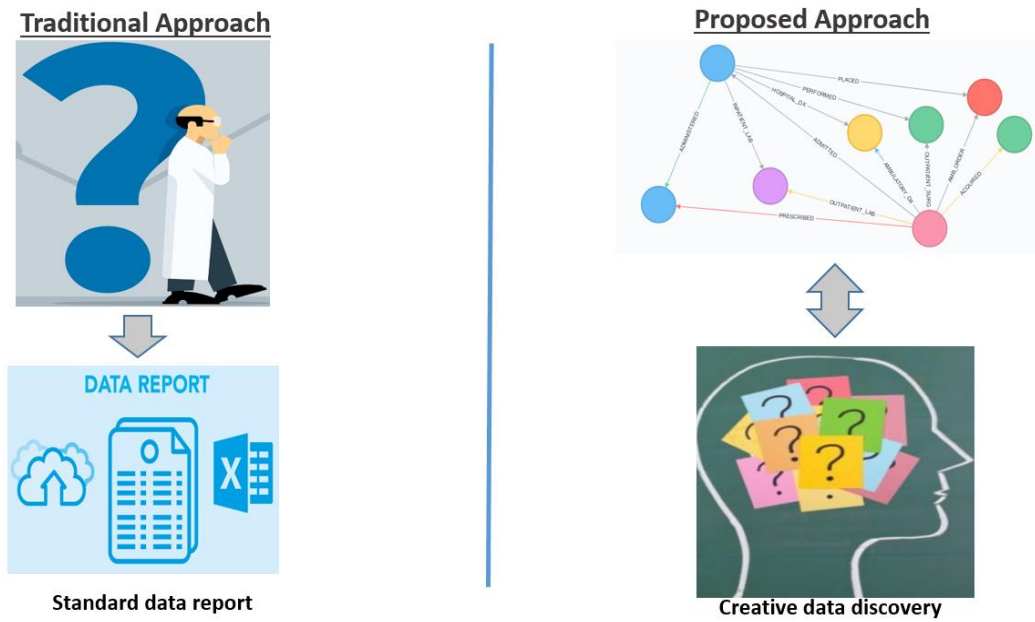 Traditional Approach
Proposed Approach
PLACED
PERFORMED
HOSPITAL_DX
ADMINISTERED
INPATIENT_LAB
ADMITTED
AMBULATORY_DX
OUTPATIENT_SURG
AMB_ORDER
ACQUIRED
OUTPATIENT_LAB
PRESCRIBED
DATA REPORT
X
? ? ? ? ? ?
Standard data report
Creative data discovery